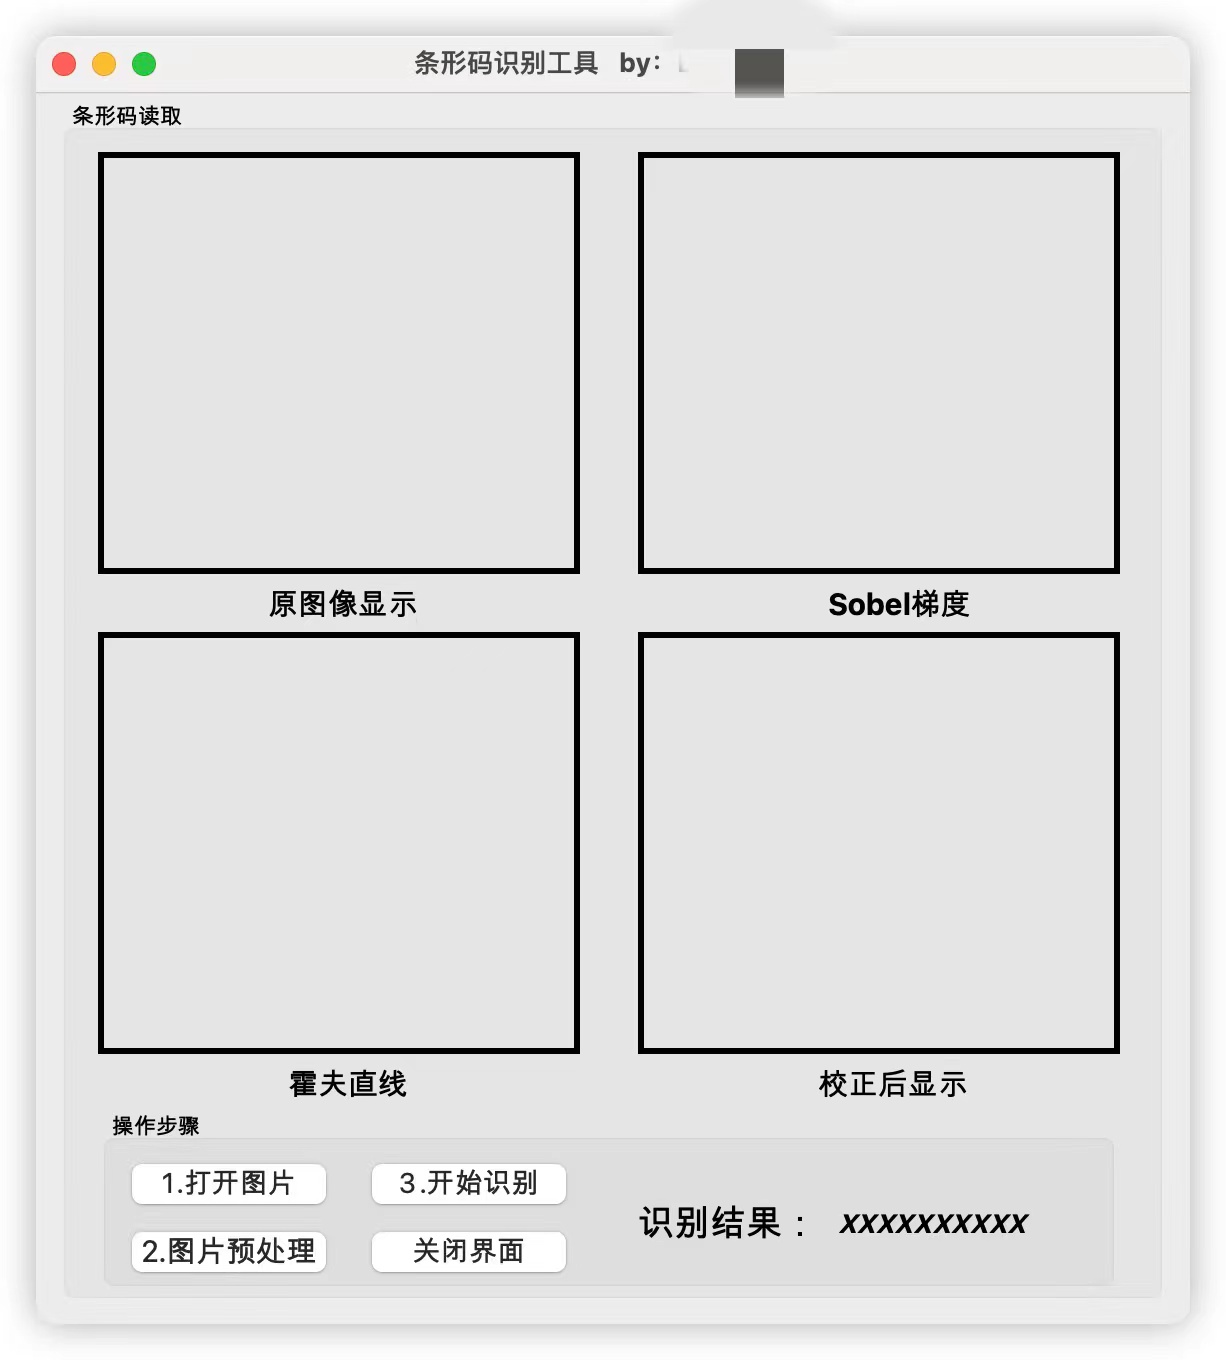 条形码识别工具 by:
条形码读取
原图像显示
Sobel梯度
霍夫直线
校正后显示
操作步骤
1.打开图片
3.开始识别
2.图片预处理
关闭界面
识别结果： xxxxxxxxxx